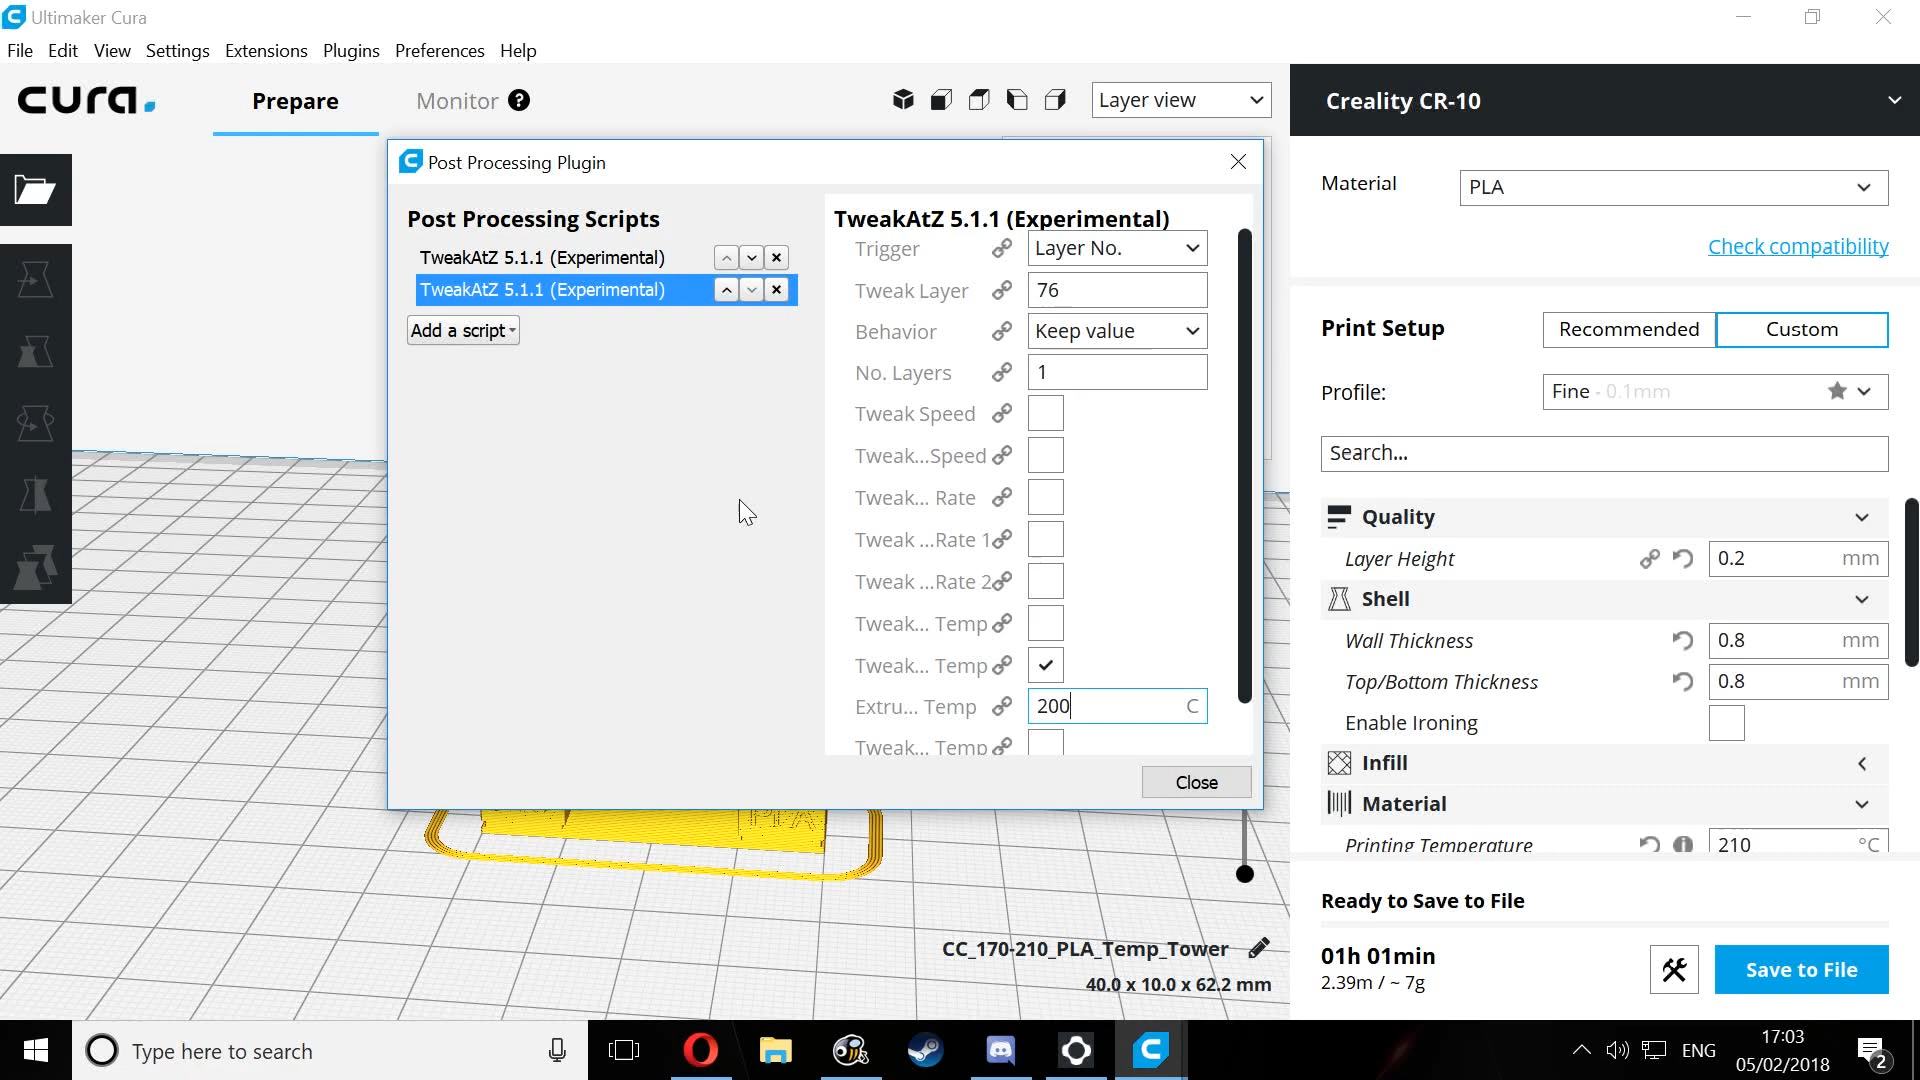 Ultimaker Cura
File Edit View Settings Extensions Plugins Preferences Help
cura.
Prepare
Monitor ?
Layer view
Creality CR-10
Post Processing Plugin
Post Processing Scripts
TweakAtZ 5.1.1 (Experimental)
TweakAtZ 5.1.1 (Experimental)
Add a script
TweakAtZ 5.1.1 (Experimental)
Trigger Layer No.
Tweak Layer 76
Behavior Keep value
No. Layers 1
Tweak Speed
Tweak...Speed
Tweak... Rate
Tweak ...Rate 1
Tweak ...Rate 2
Tweak... Temp
Tweak... Temp
Extru... Temp 200 C
Tweak... Temp
Close
Material PLA
Check compatibility
Print Setup Recommended Custom
Profile: Fine - 0.1mm
Search...
Quality
Layer Height 0.2 mm
Shell
Wall Thickness 0.8 mm
Top/Bottom Thickness 0.8 mm
Enable Ironing
Infill
Material
Printing Temperature 210 °C
Ready to Save to File
01h 01min
2.39m / ~ 7g
Save to File
PLA
CC_170-210_PLA_Temp_Tower
40.0 x 10.0 x 62.2 mm
Type here to search
ENG
17:03
05/02/2018
2